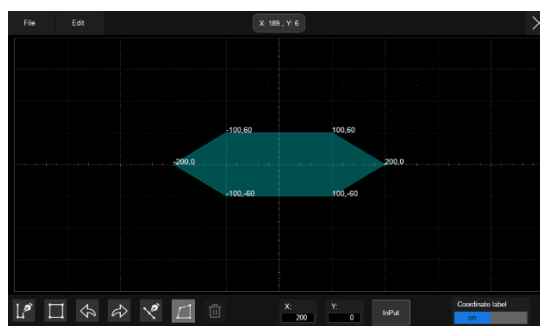 File Edit X: 189 , Y: 6
-100,60 100,60
-200,0 200,0
-100,-60 100,-60
X: Y: Coordinate label
200 0 InPut on